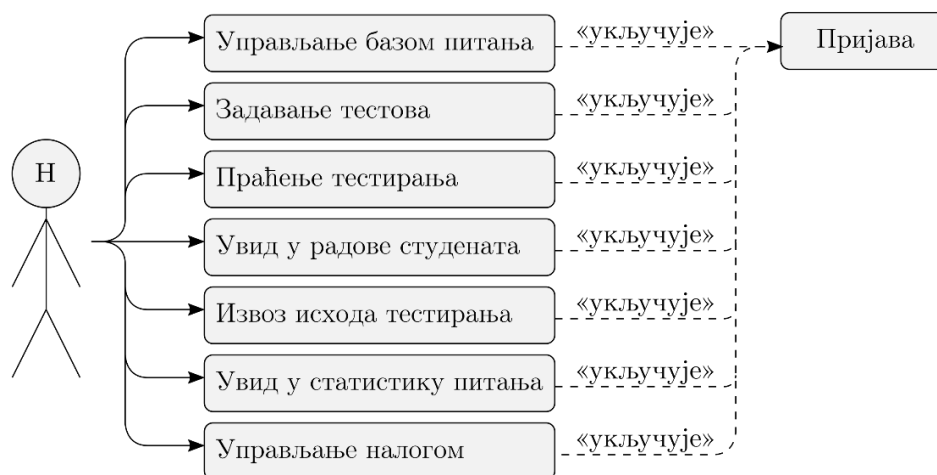 Управљање базом питања «укључује» Пријава
Задавање тестова «укључује»
Н
Праћење тестирања «укључује»
Увид у радове студената «укључује»
Извоз исхода тестирања «укључује»
Увид у статистику питања «укључује»
Управљање налогом «укључује»